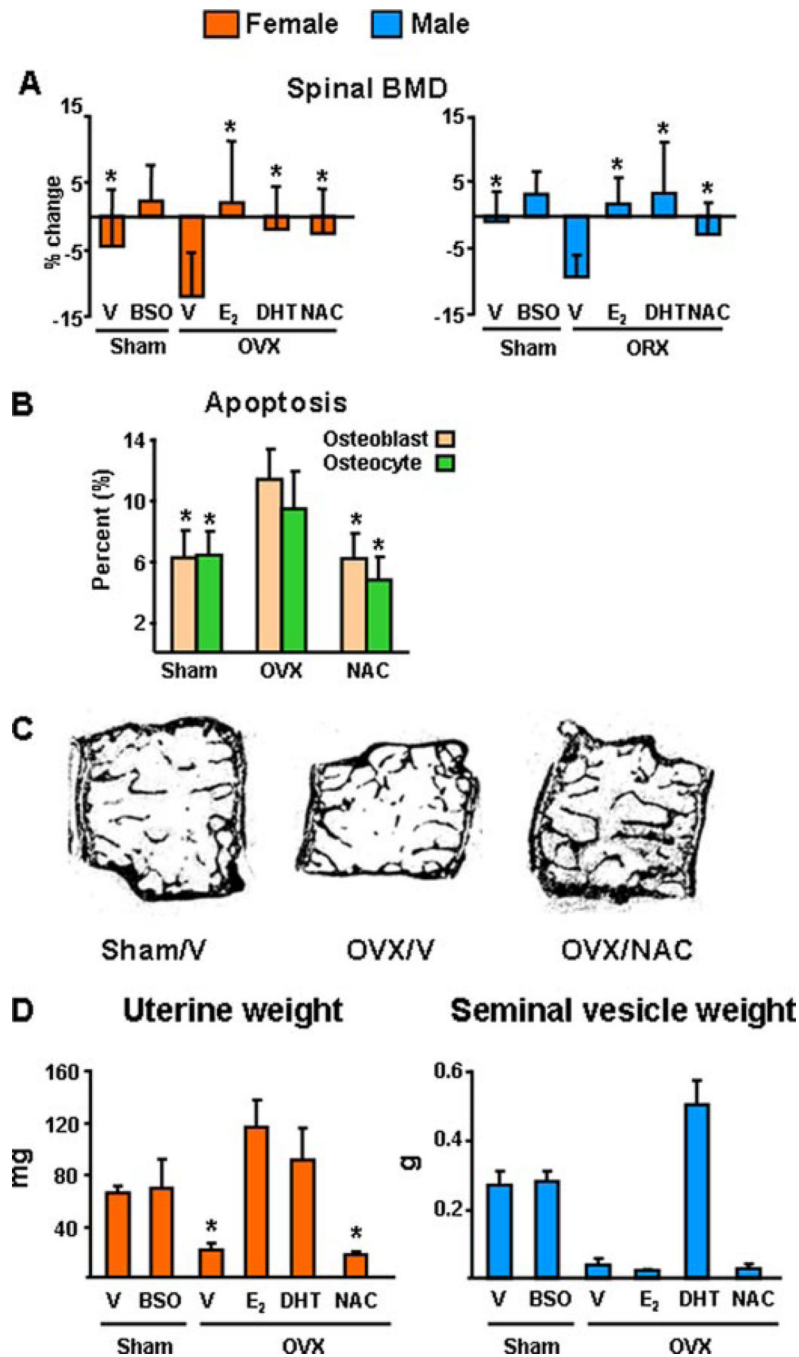 Female Male
A Spinal BMD
15
5
-5
-15
% change
V BSO V E₂ DHT NAC
Sham OVX
15
5
-5
-15
V BSO V E₂ DHT NAC
Sham ORX
B Apoptosis
Osteoblast
Osteocyte
14
10
6
2
Percent (%)
* * * *
Sham OVX NAC
C
Sham/V OVX/V OVX/NAC
D Uterine weight Seminal vesicle weight
160
120
80
40
mg
* *
V BSO V E₂ DHT NAC
Sham OVX
0.6
0.4
0.2
g
V BSO V E₂ DHT NAC
Sham OVX